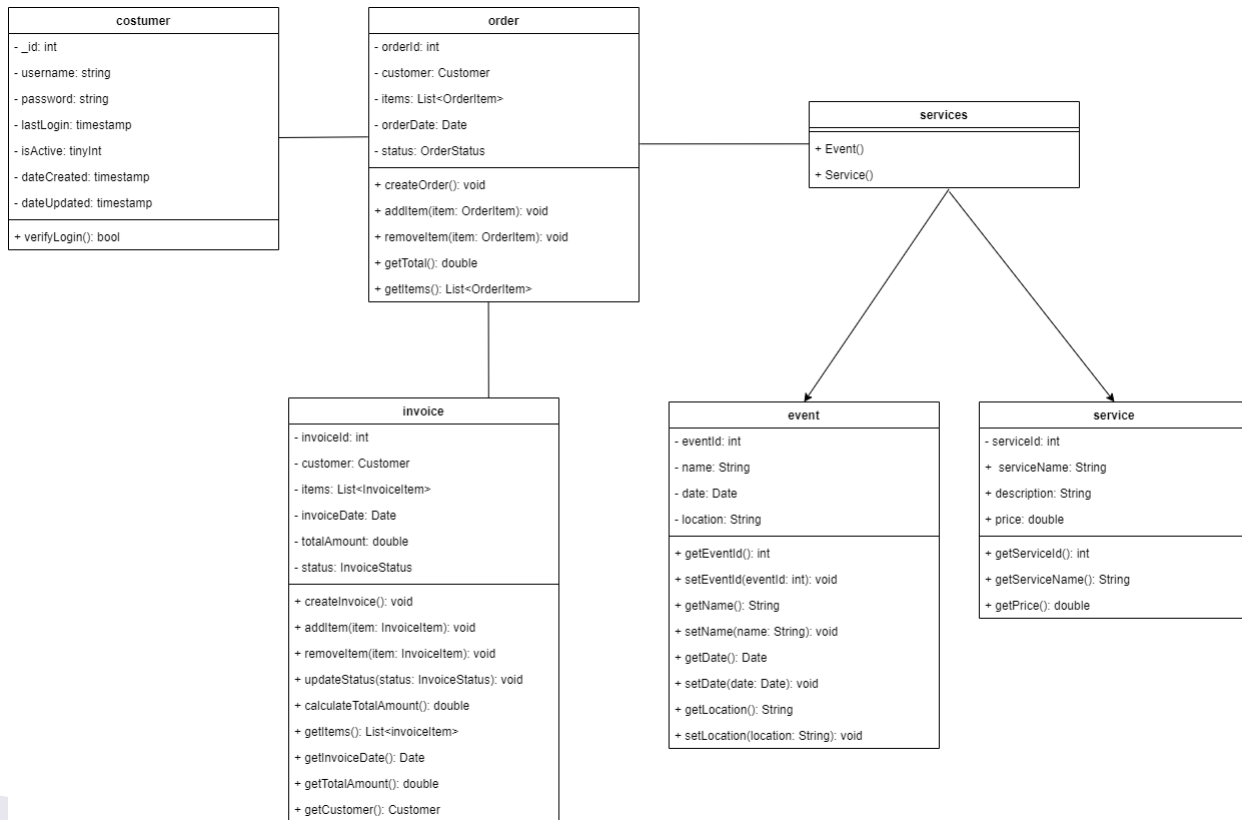 costumer
- _id: int
- username: string
- password: string
- lastLogin: timestamp
- isActive: tinyInt
- dateCreated: timestamp
- dateUpdated: timestamp
+ verifyLogin(): bool
order
- orderId: int
- customer: Customer
- items: List<OrderItem>
- orderDate: Date
- status: OrderStatus
+ createOrder(): void
+ addItem(item: OrderItem): void
+ removeItem(item: OrderItem): void
+ getTotal(): double
+ getItems(): List<OrderItem>
services
+ Event()
+ Service()
invoice
- invoiceId: int
- customer: Customer
- items: List<InvoiceItem>
- invoiceDate: Date
- totalAmount: double
- status: InvoiceStatus
+ createInvoice(): void
+ addItem(item: InvoiceItem): void
+ removeItem(item: InvoiceItem): void
+ updateStatus(status: InvoiceStatus): void
+ calculateTotalAmount(): double
+ getItems(): List<invoiceItem>
+ getInvoiceDate(): Date
+ getTotalAmount(): double
+ getCustomer(): Customer
event
- eventId: int
- name: String
- date: Date
- location: String
+ getEventId(): int
+ setEventId(eventId: int): void
+ getName(): String
+ setName(name: String): void
+ getDate(): Date
+ setDate(date: Date): void
+ getLocation(): String
+ setLocation(location: String): void
service
- serviceId: int
+ serviceName: String
+ description: String
+ price: double
+ getServiceId(): int
+ getServiceName(): String
+ getPrice(): double